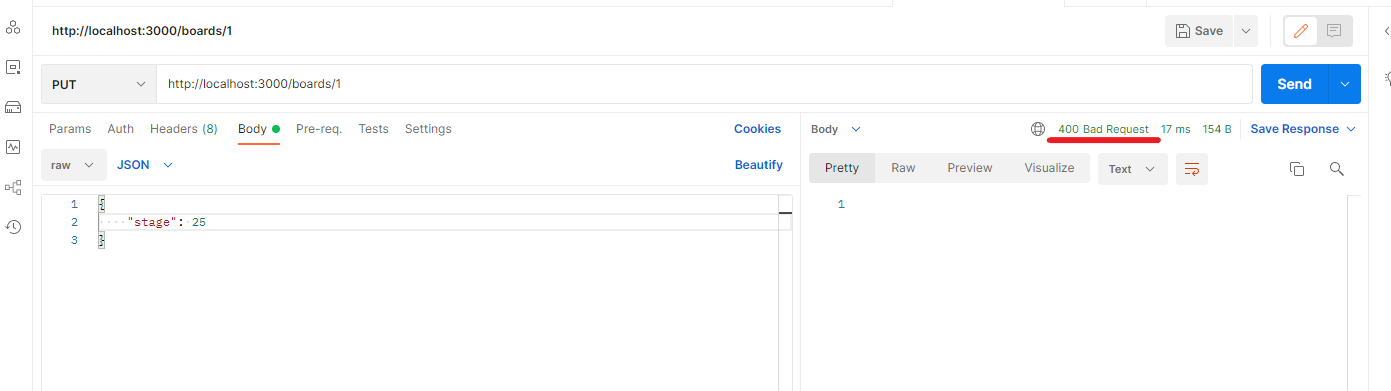 http://localhost:3000/boards/1
Save
PUT
http://localhost:3000/boards/1
Send
Params Auth Headers (8) Body Pre-req. Tests Settings Cookies
raw JSON Beautify
1 {
2 "stage": 25
3 }
Body 400 Bad Request 17 ms 154 B Save Response
Pretty Raw Preview Visualize Text
1